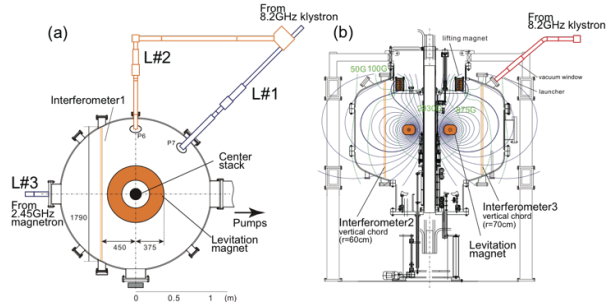 From
8.2GHz klystron
(a)
L#2
L#1
Interferometer1
P6
P7
Center
stack
L#3
From
2.45GHz
magnetron
1790
450
375
Pumps
Levitation
magnet
0
0.5
1
(m)
From
8.2GHz klystron
(b)
lifting magnet
50G
100G
875G
vacuum window
launcher
Interferometer2
vertical chord
(r=60cm)
Interferometer3
vertical chord
(r=70cm)
Levitation
magnet